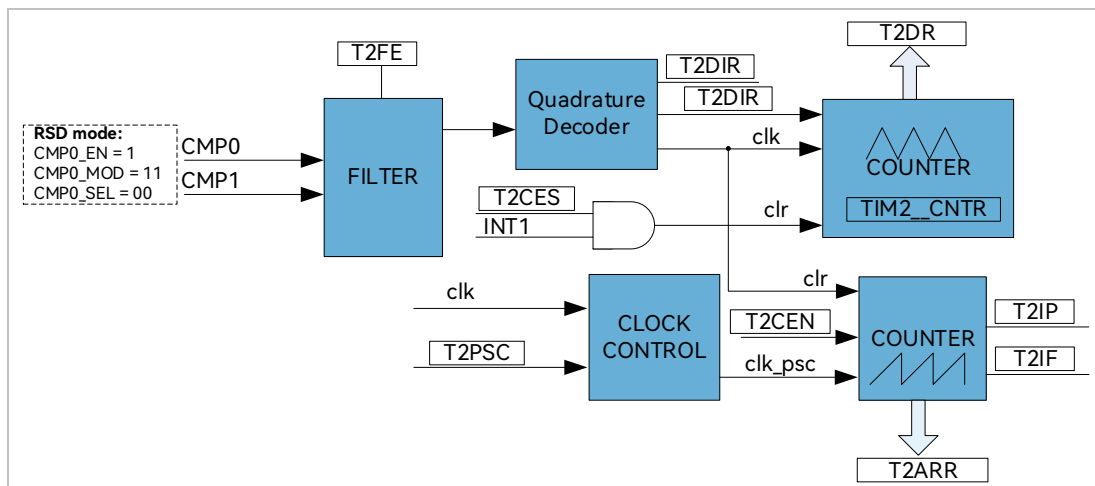 T2FE
T2DR
RSD mode:
CMP0_EN = 1
CMP0_MOD = 11
CMP0_SEL = 00
CMP0
CMP1
FILTER
Quadrature
Decoder
T2DIR
T2DIR
clk
COUNTER
TIM2__CNTR
T2CES
INT1
clr
clk
T2PSC
CLOCK
CONTROL
clr
T2CEN
clk_psc
COUNTER
T2IP
T2IF
T2ARR